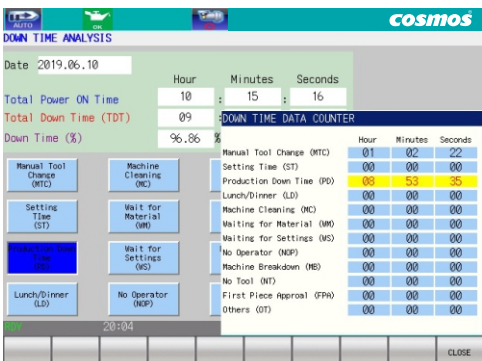 AUTO
OK
cosmos
DOWN TIME ANALYSIS
Date 2019.06.10
Hour Minutes Seconds
Total Power ON Time 10 : 15 : 16
Total Down Time (TDT) 09 :
Down Time (%) 96.86 %
Manual Tool
Change
(MTC)
Machine
Cleaning
(MC)
Setting
TIme
(ST)
Wait for
Material
(WM)
Wait for
Settings
(WS)
Lunch/Dinner
(LD)
No Operator
(NOP)
DOWN TIME DATA COUNTER
Hour Minutes Seconds
Manual Tool Change (MTC) 01 02 22
Setting Time (ST) 00 00 00
Production Down Time (PD) 08 53 35
Lunch/Dinner (LD) 00 00 00
Machine Cleaning (MC) 00 00 00
Waiting for Material (WM) 00 00 00
Waiting for Settings (WS) 00 00 00
No Operator (NOP) 00 00 00
Machine Breakdown (MB) 00 00 00
No Tool (NT) 00 00 00
First Piece Approal (FPA) 00 00 00
Others (OT) 00 00 00
RDY 20:04
CLOSE